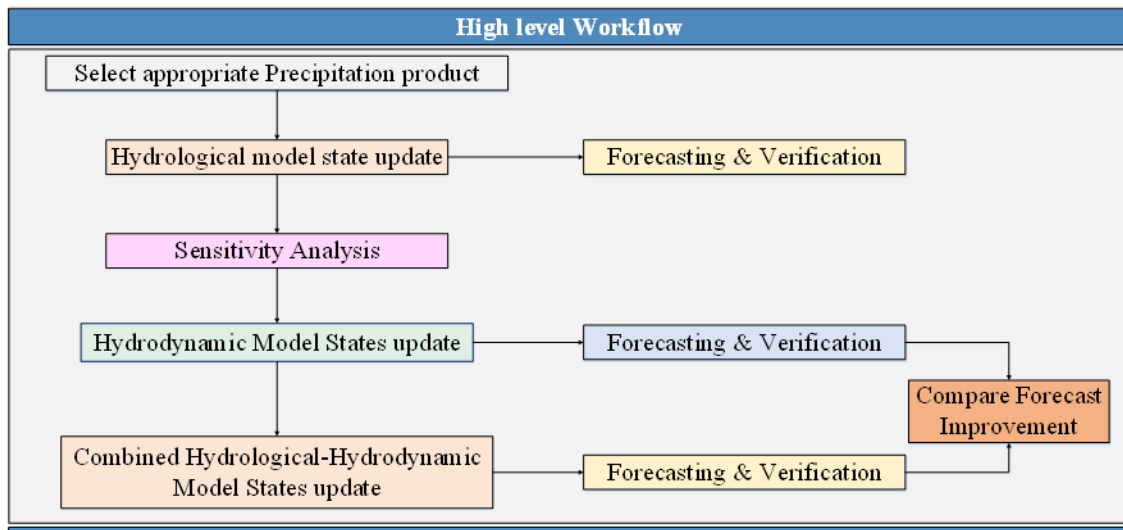 High level Workflow
Select appropriate Precipitation product
Hydrological model state update
Forecasting & Verification
Sensitivity Analysis
Hydrodynamic Model States update
Forecasting & Verification
Compare Forecast
Improvement
Combined Hydrological-Hydrodynamic
Model States update
Forecasting & Verification